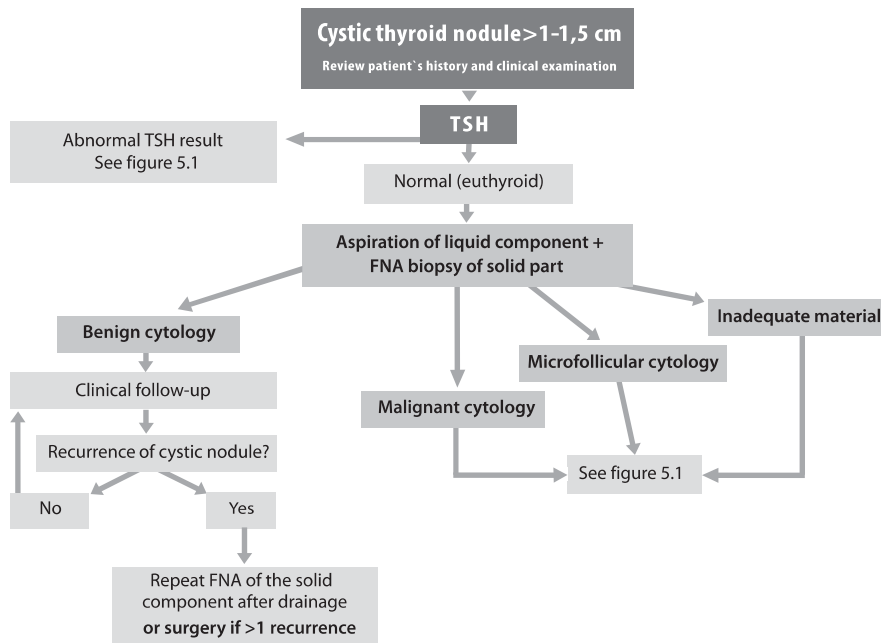 Cystic thyroid nodule>1-1,5 cm
Review patient`s history and clinical examination
TSH
Abnormal TSH result
See figure 5.1
Normal (euthyroid)
Aspiration of liquid component +
FNA biopsy of solid part
Benign cytology
Inadequate material
Microfollicular cytology
Clinical follow-up
Malignant cytology
Recurrence of cystic nodule?
See figure 5.1
No
Yes
Repeat FNA of the solid
component after drainage
or surgery if >1 recurrence